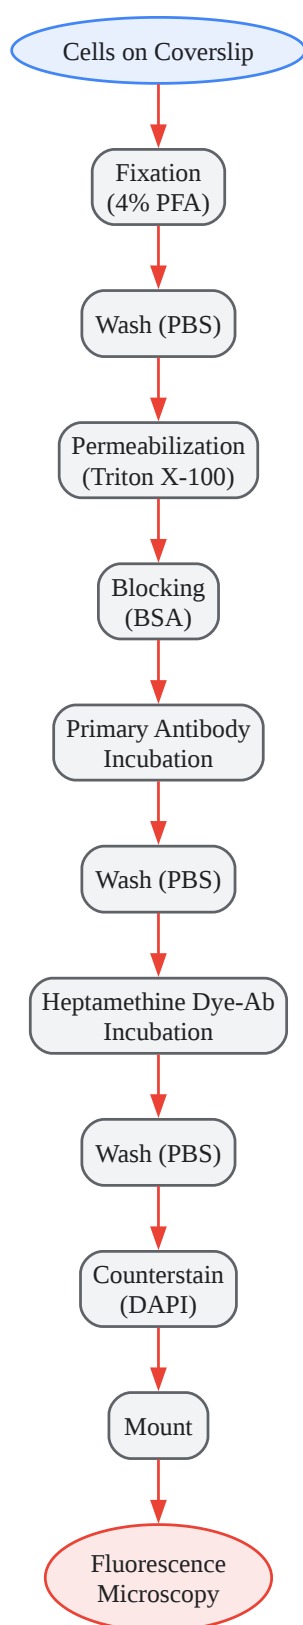 Cells on Coverslip
Fixation
(4% PFA)
Wash (PBS)
Permeabilization
(Triton X-100)
Blocking
(BSA)
Primary Antibody
Incubation
Wash (PBS)
Heptamethine Dye-Ab
Incubation
Wash (PBS)
Counterstain
(DAPI)
Mount
Fluorescence
Microscopy